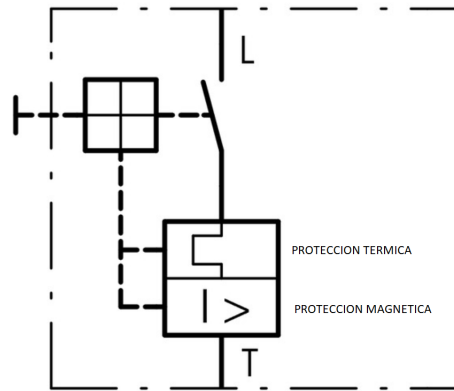 L
PROTECCION TERMICA
I >
PROTECCION MAGNETICA
T